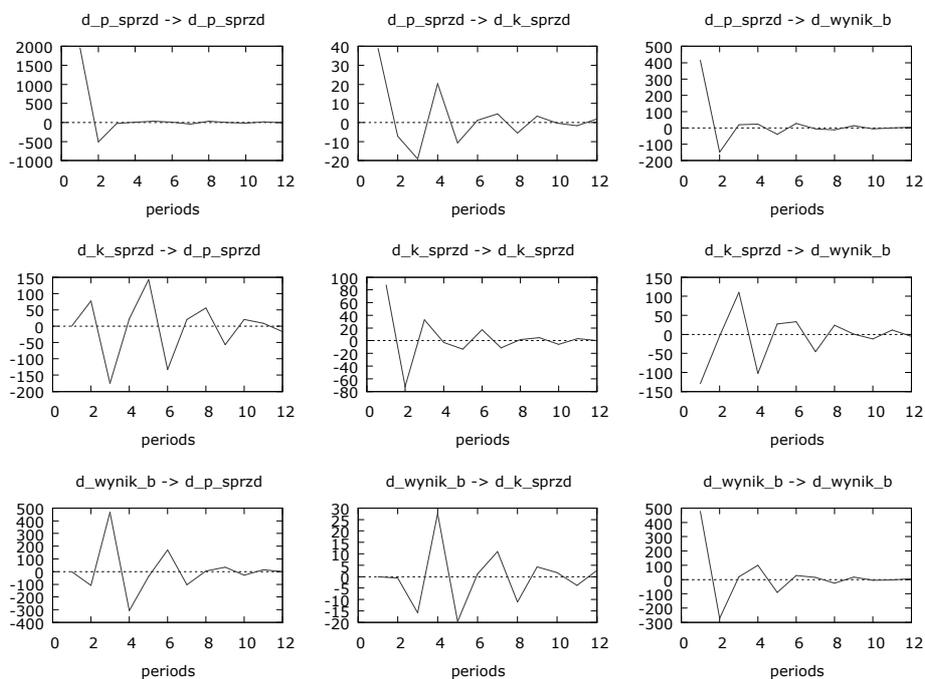 d_p_sprzd -> d_p_sprzd
2000
1500
1000
500
0
-500
-1000
0 2 4 6 8 10 12
periods
d_p_sprzd -> d_k_sprzd
40
30
20
10
0
-10
-20
0 2 4 6 8 10 12
periods
d_p_sprzd -> d_wynik_b
500
400
300
200
100
0
-100
-200
0 2 4 6 8 10 12
periods
d_k_sprzd -> d_p_sprzd
150
100
50
0
-50
-100
-150
-200
0 2 4 6 8 10 12
periods
d_k_sprzd -> d_k_sprzd
100
80
60
40
20
0
-20
-40
-60
-80
0 2 4 6 8 10 12
periods
d_k_sprzd -> d_wynik_b
150
100
50
0
-50
-100
-150
0 2 4 6 8 10 12
periods
d_wynik_b -> d_p_sprzd
500
400
300
200
100
0
-100
-200
-300
-400
0 2 4 6 8 10 12
periods
d_wynik_b -> d_k_sprzd
30
25
20
15
10
5
0
-5
-10
-15
-20
0 2 4 6 8 10 12
periods
d_wynik_b -> d_wynik_b
500
400
300
200
100
0
-100
-200
-300
0 2 4 6 8 10 12
periods